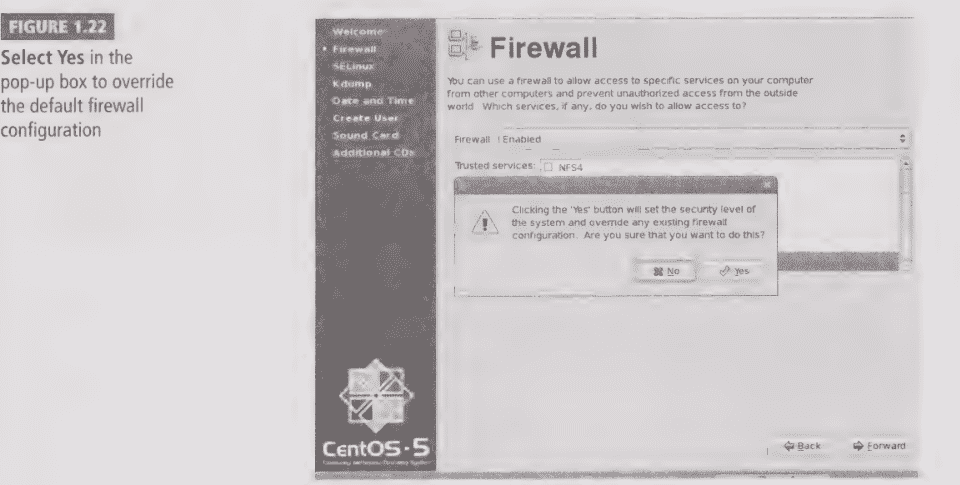 FIGURE 1.22
Select Yes in the
pop-up box to override
the default firewall
configuration
Welcome
Firewall
SELinux
Kdump
Date and Time
Create User
Sound Card
Additional CDs
CentOS-5
Firewall
You can use a firewall to allow access to specific services on your computer
from other computers and prevent unauthorized access from the outside
world. Which services, if any, do you wish to allow access to?
Firewall: Enabled
Trusted services: NFS4
Clicking the 'Yes' button will set the security level of
the system and override any existing firewall
configuration. Are you sure that you want to do this?
No
Yes
Back
Forward